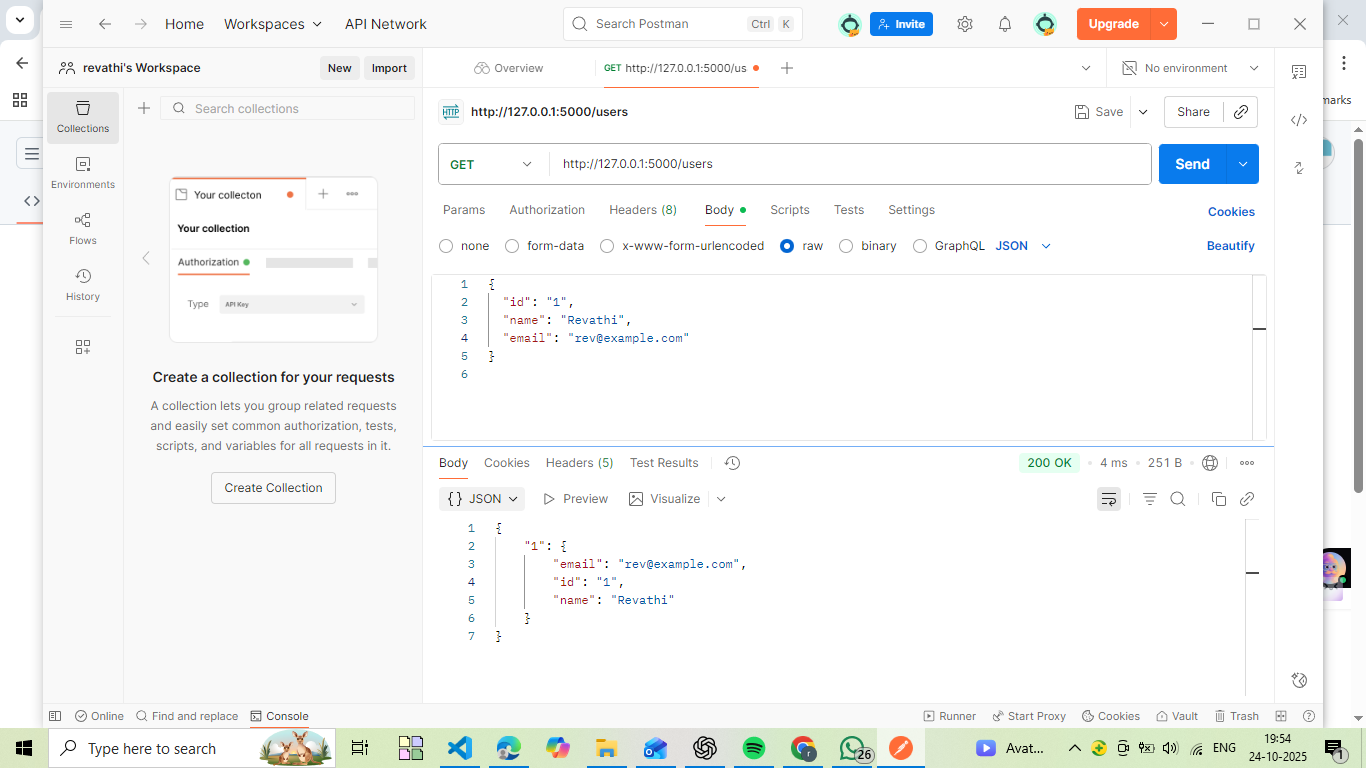 Home
Workspaces
API Network
Search Postman
Ctrl K
Invite
Upgrade
revathi's Workspace
New
Import
Overview
GET http://127.0.0.1:5000/us
No environment
marks
Collections
Environments
Flows
History
Search collections
Your collecton
Your collection
Authorization
Type
API Key
Create a collection for your requests
A collection lets you group related requests
and easily set common authorization, tests,
scripts, and variables for all requests in it.
Create Collection
HTTP
http://127.0.0.1:5000/users
Save
Share
GET
http://127.0.0.1:5000/users
Send
Params
Authorization
Headers (8)
Body
Scripts
Tests
Settings
Cookies
none
form-data
x-www-form-urlencoded
raw
binary
GraphQL
JSON
Beautify
1 {
2 "id": "1",
3 "name": "Revathi",
4 "email": "rev@example.com"
5 }
6
Body
Cookies
Headers (5)
Test Results
200 OK
4 ms
251 B
{} JSON
Preview
Visualize
1 {
2 "1": {
3 "email": "rev@example.com",
4 "id": "1",
5 "name": "Revathi"
6 }
7 }
Online
Find and replace
Console
Runner
Start Proxy
Cookies
Vault
Trash
Type here to search
26
Avat...
ENG
19:54
24-10-2025
1